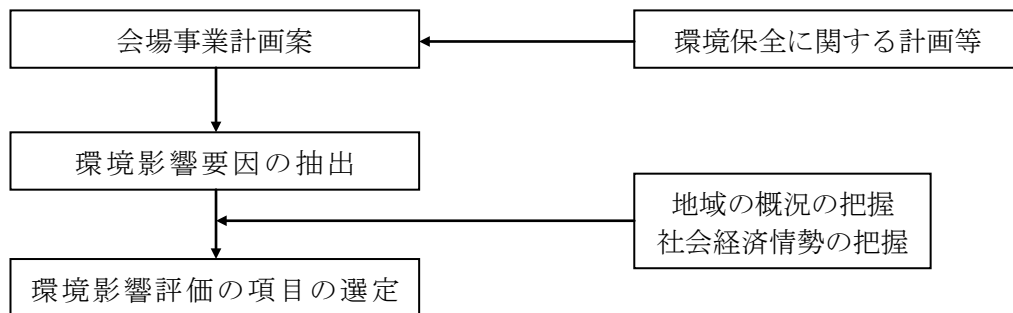 会場事業計画案
環境保全に関する計画等
環境影響要因の抽出
地域の概況の把握
社会経済情勢の把握
環境影響評価の項目の選定